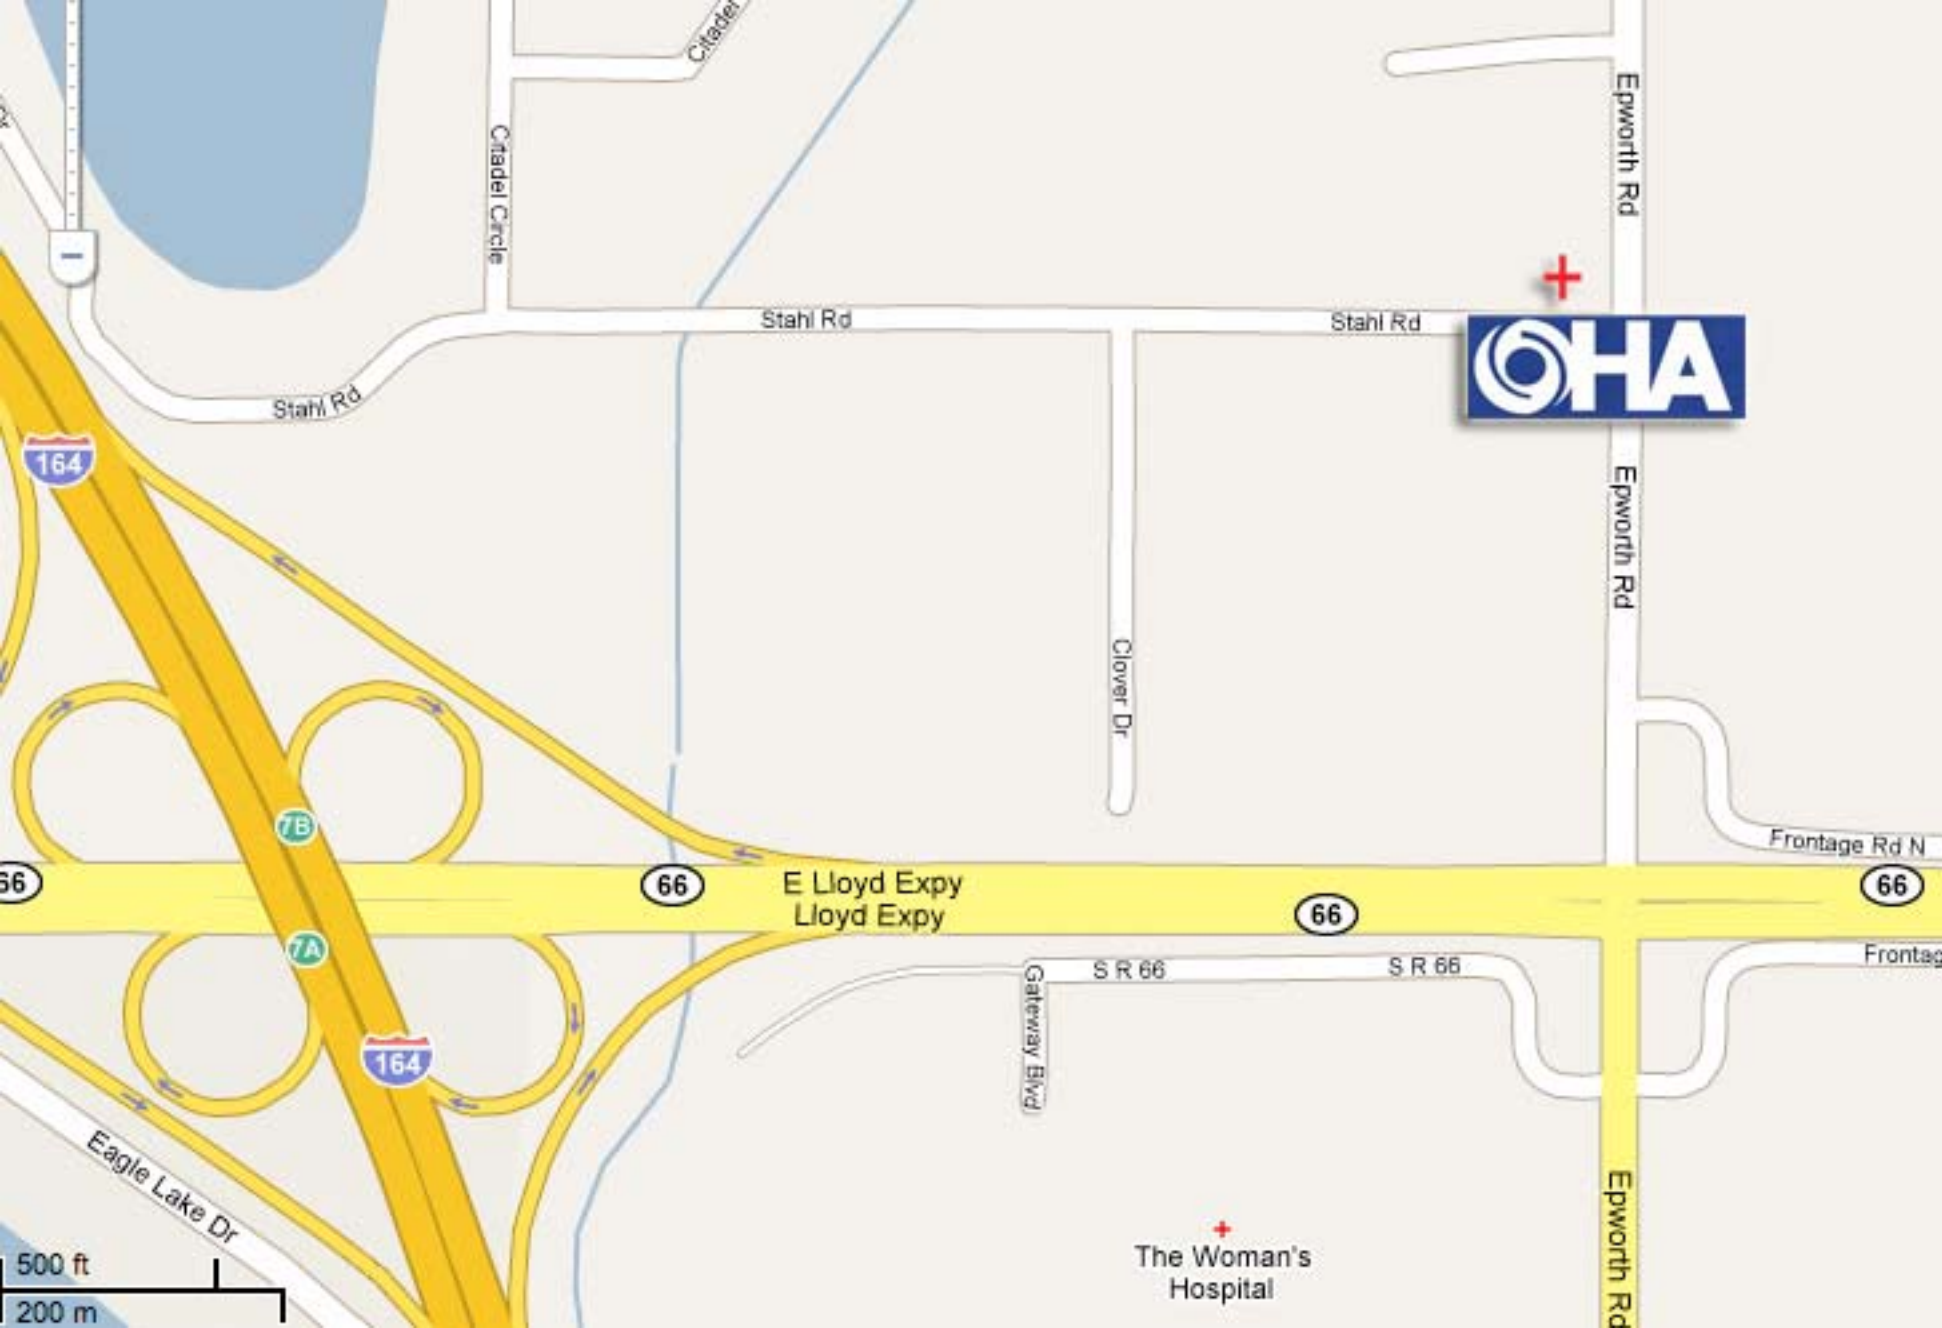 Citadel
Epworth Rd
Citadel Circle
Stahl Rd
Stahl Rd
OHA
Stahl Rd
164
Epworth Rd
Clover Dr
7B
Frontage Rd N
66
66
E Lloyd Expy
66
Lloyd Expy
66
7A
Frontag
S R 66
S R 66
Gateway Blvd
164
Eagle Lake Dr
Epworth Rd
The Woman's
Hospital
500 ft
200 m